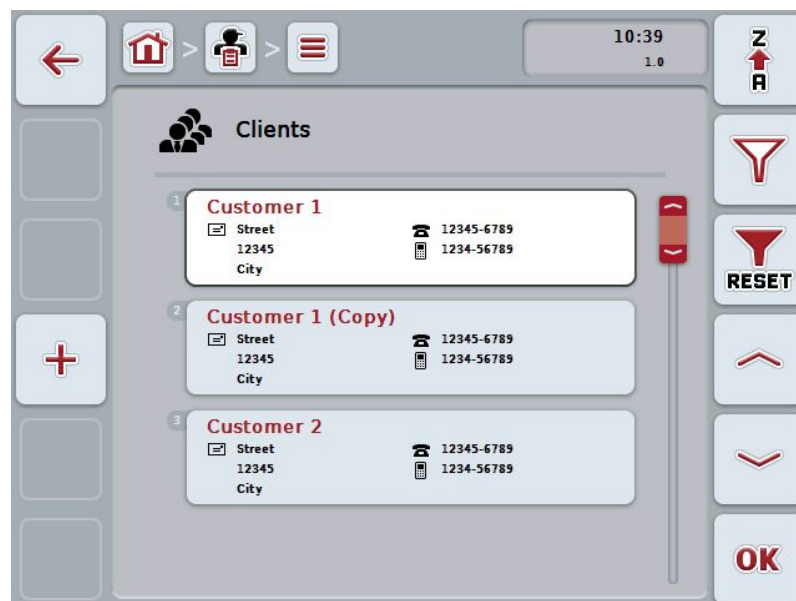 10:39
1.0
Z
A
Clients
1
Customer 1
Street
12345-6789
12345
1234-56789
City
RESET
2
Customer 1 (Copy)
Street
12345-6789
12345
1234-56789
City
3
Customer 2
Street
12345-6789
12345
1234-56789
City
OK